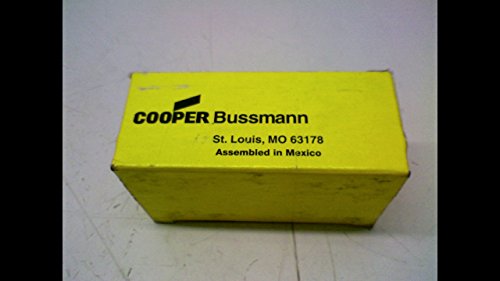 COOPER Bussmann
St. Louis, MO 63178
Assembled in Mexico